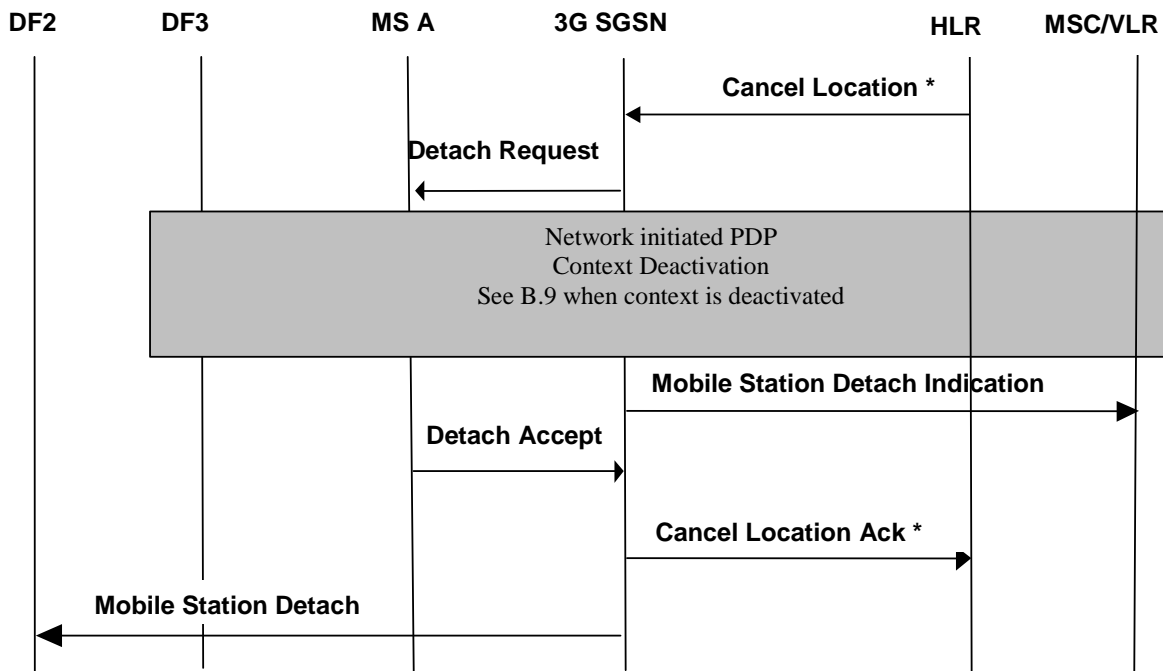 DF2 DF3 MS A 3G SGSN HLR MSC/VLR
Cancel Location *
Detach Request
Network initiated PDP
Context Deactivation
See B.9 when context is deactivated
Mobile Station Detach Indication
Detach Accept
Cancel Location Ack *
Mobile Station Detach